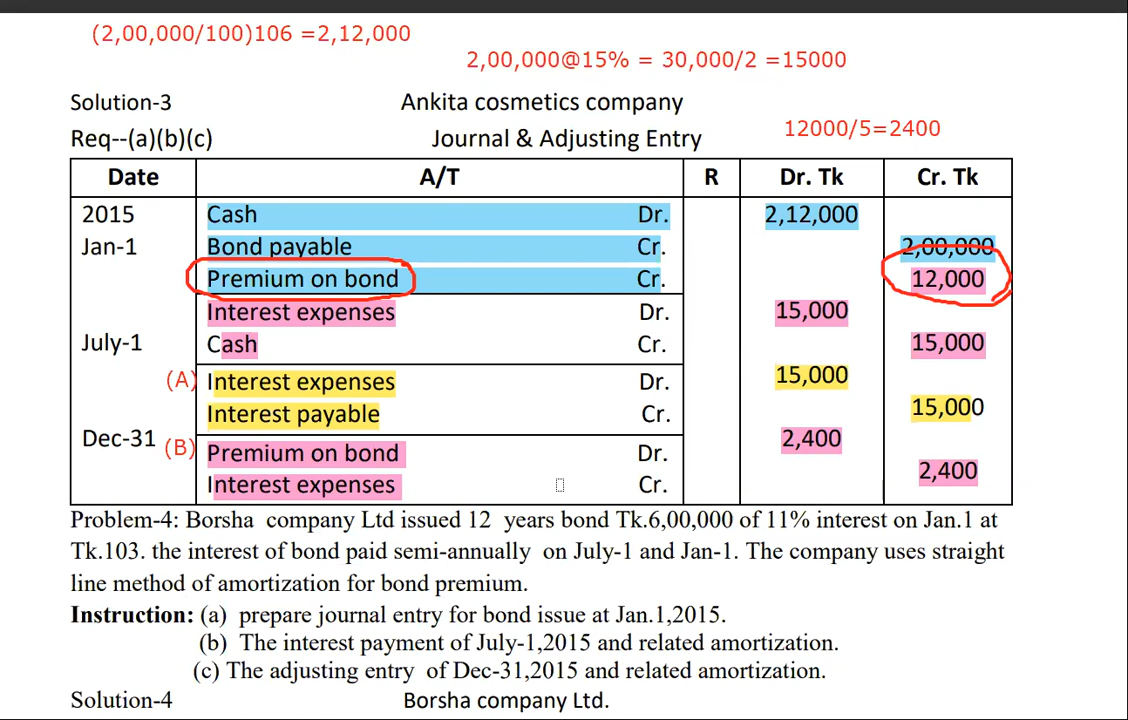 (2,00,000/100)106 =2,12,000
2,00,000@15% = 30,000/2 =15000
Solution-3 Ankita cosmetics company
Req--(a)(b)(c) Journal & Adjusting Entry 12000/5=2400
Date A/T R Dr. Tk Cr. Tk
2015 Cash Dr. 2,12,000
Jan-1 Bond payable Cr. 2,00,000
Premium on bond Cr. 12,000
Interest expenses Dr. 15,000
July-1 Cash Cr. 15,000
(A) Interest expenses Dr. 15,000
Interest payable Cr. 15,000
Dec-31 (B) Premium on bond Dr. 2,400
Interest expenses Cr. 2,400
Problem-4: Borsha company Ltd issued 12 years bond Tk.6,00,000 of 11% interest on Jan.1 at
Tk.103. the interest of bond paid semi-annually on July-1 and Jan-1. The company uses straight
line method of amortization for bond premium.
Instruction: (a) prepare journal entry for bond issue at Jan.1,2015.
(b) The interest payment of July-1,2015 and related amortization.
(c) The adjusting entry of Dec-31,2015 and related amortization.
Solution-4 Borsha company Ltd.